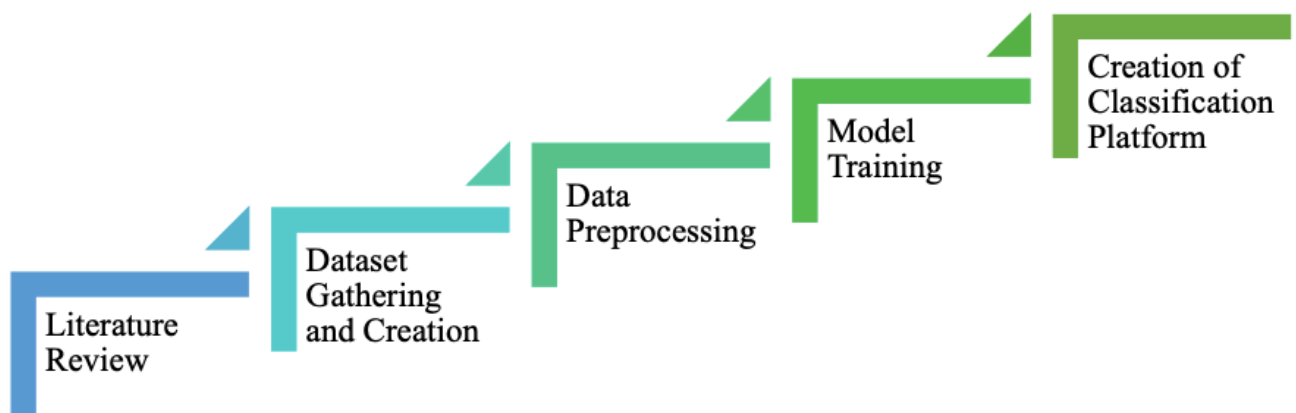 Literature
Review
Dataset
Gathering
and Creation
Data
Preprocessing
Model
Training
Creation of
Classification
Platform